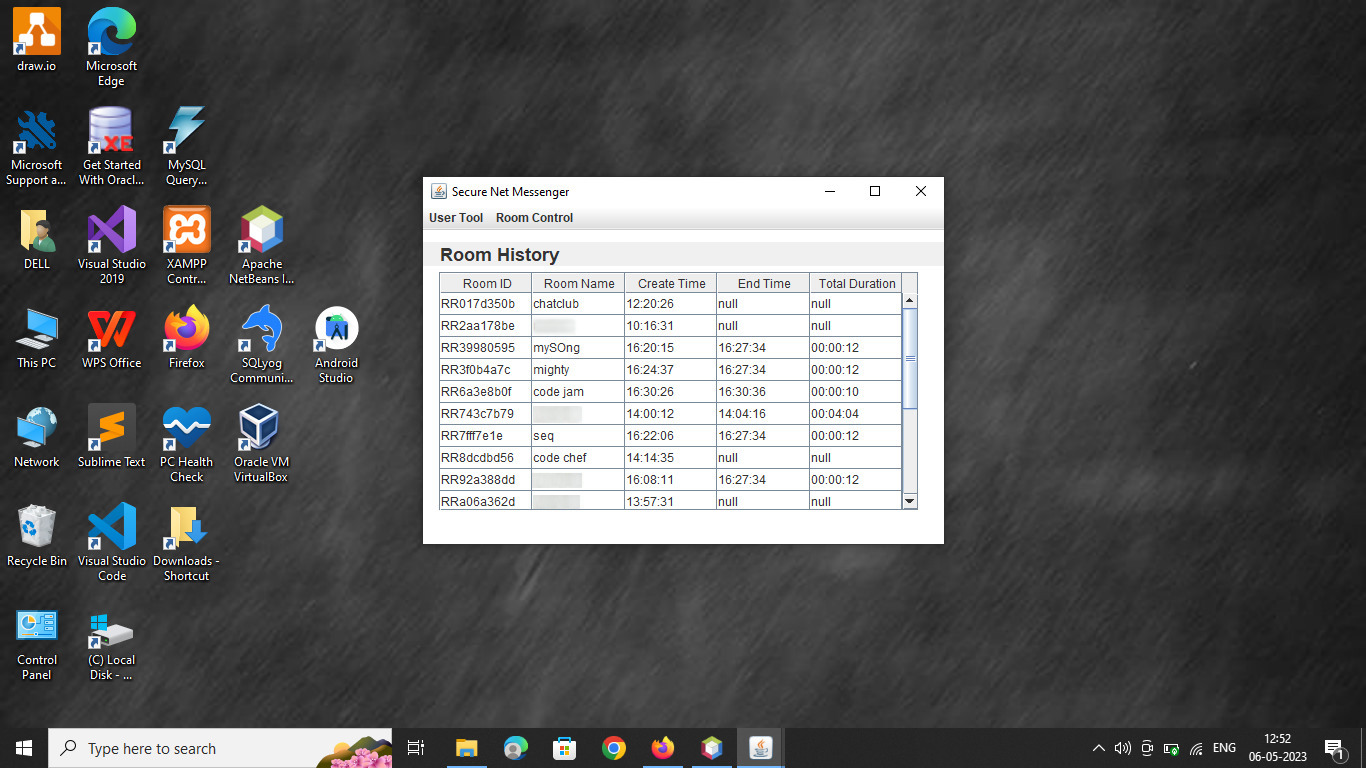 draw.io
Microsoft Edge
Microsoft Support a...
Get Started With Oracl...
MySQL Query...
DELL
Visual Studio 2019
XAMPP Contr...
Apache NetBeans I...
This PC
WPS Office
Firefox
SQLyog Communi...
Android Studio
Network
Sublime Text
PC Health Check
Oracle VM VirtualBox
Recycle Bin
Visual Studio Code
Downloads - Shortcut
Control Panel
(C) Local Disk - ...
Secure Net Messenger
User Tool Room Control
Room History
Room ID Room Name Create Time End Time Total Duration
RR017d350b chatclub 12:20:26 null null
RR2aa178be 10:16:31 null null
RR39980595 mySOng 16:20:15 16:27:34 00:00:12
RR3f0b4a7c mighty 16:24:37 16:27:34 00:00:12
RR6a3e8b0f code jam 16:30:26 16:30:36 00:00:10
RR743c7b79 14:00:12 14:04:16 00:04:04
RR7fff7e1e seq 16:22:06 16:27:34 00:00:12
RR8dcdbd56 code chef 14:14:35 null null
RR92a388dd 16:08:11 16:27:34 00:00:12
RRa06a362d 13:57:31 null null
Type here to search
ENG
12:52
06-05-2023
1